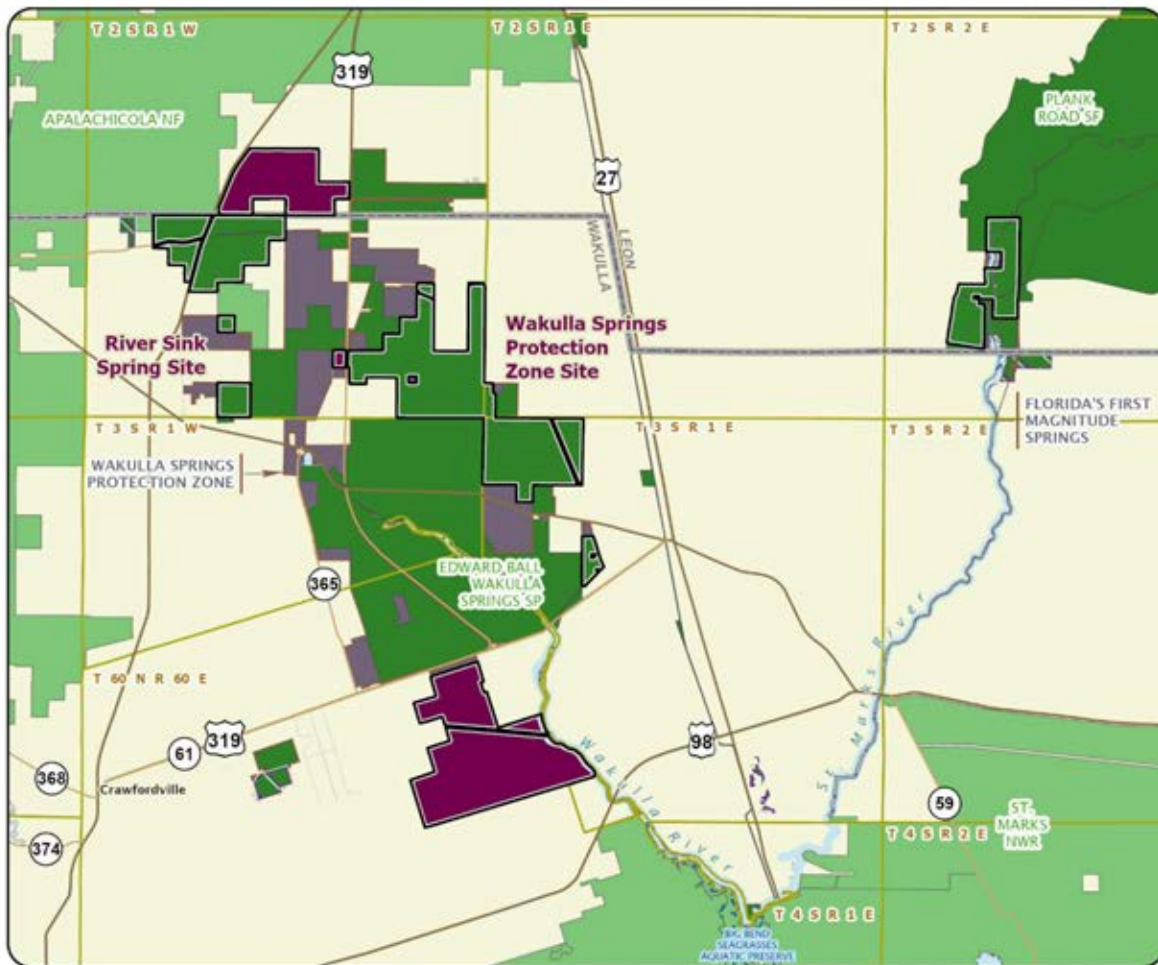 T 2 S R 1 W
T 2 S R 1 E
T 2 S R 2 E
319
APALACHICOLA NF
PLANK
ROAD SF
27
LEON
WAKULLA
River Sink
Spring Site
Wakulla Springs
Protection
Zone Site
FLORIDA'S FIRST
MAGNITUDE
SPRINGS
T 3 S R 1 W
T 3 S R 1 E
T 3 S R 2 E
WAKULLA SPRINGS
PROTECTION ZONE
365
EDWARD BALL
WAKULLA
SPRINGS SP
T 60 N R 60 E
61
319
98
368
Crawfordville
374
Wakulla River
St. Marks River
59
ST.
MARKS
NWR
T 4 S R 2 E
T 4 S R 1 E
BIG BEND
SEAGRASSES
AQUATIC PRESERVE